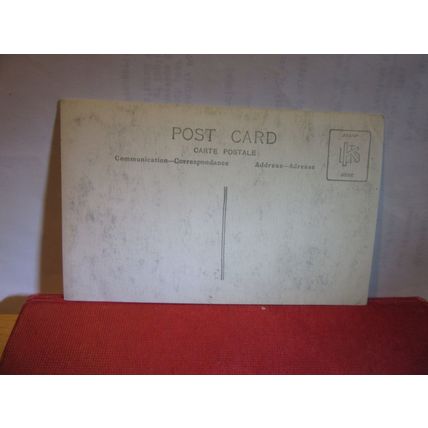 POST CARD
CARTE POSTALE
Communication—Correspondance Address—Adresse